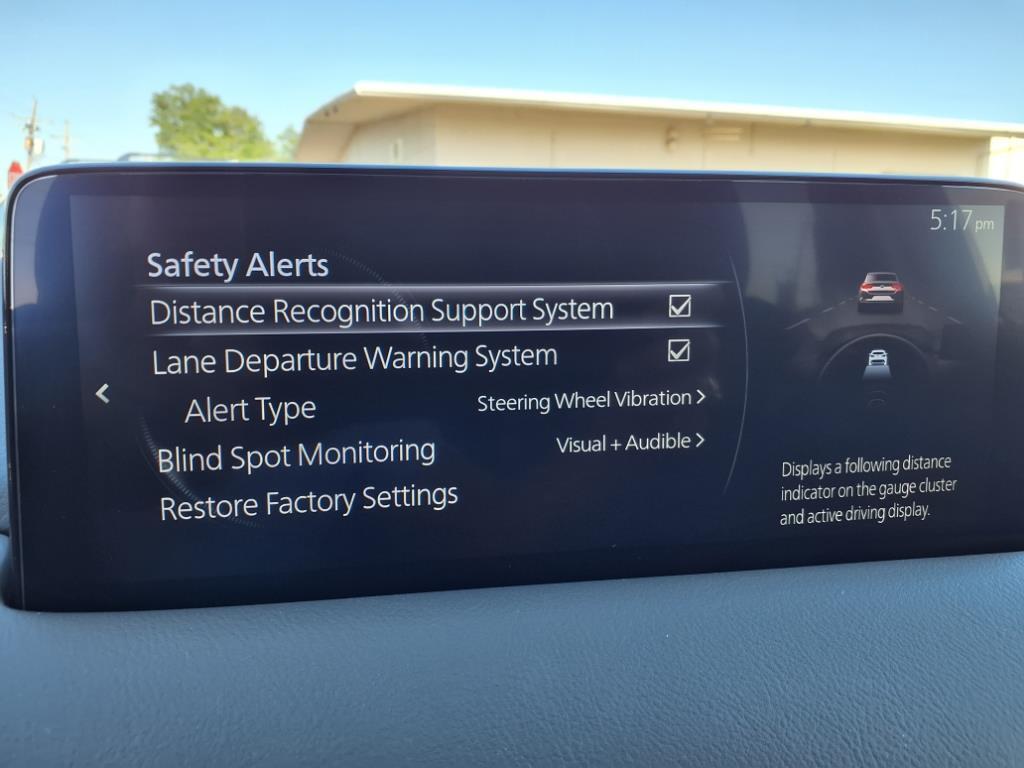 5:17 pm
Safety Alerts
Distance Recognition Support System
Lane Departure Warning System
Alert Type Steering Wheel Vibration >
Blind Spot Monitoring Visual + Audible >
Restore Factory Settings
Displays a following distance
indicator on the gauge cluster
and active driving display.